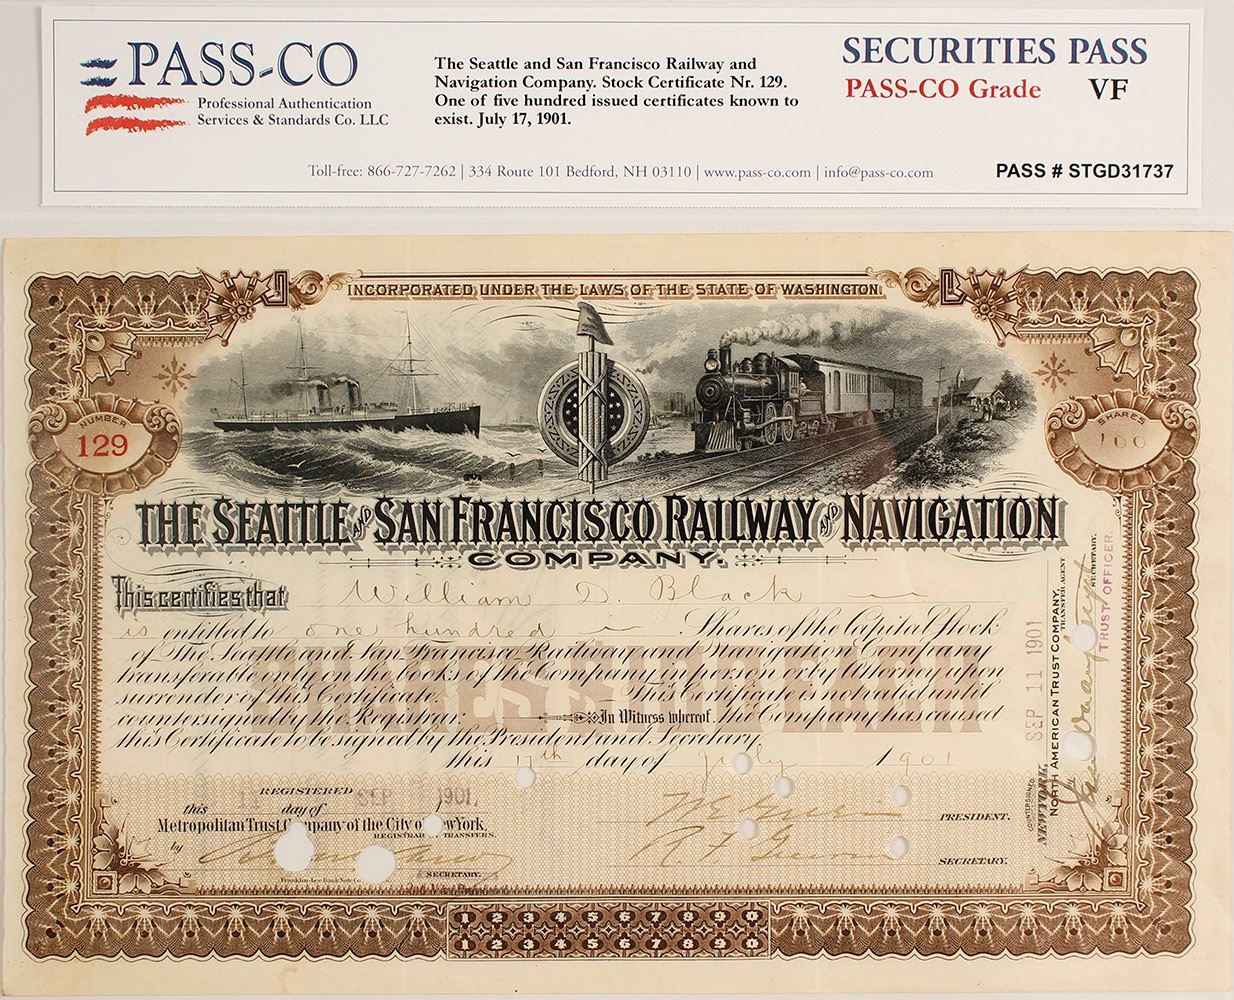 PASS-CO
Professional Authentication
Services & Standards Co. LLC
The Seattle and San Francisco Railway and
Navigation Company. Stock Certificate Nr. 129.
One of five hundred issued certificates known to
exist. July 17, 1901.
SECURITIES PASS
PASS-CO Grade VF
Toll-free: 866-727-7262 | 334 Route 101 Bedford, NH 03110 | www.pass-co.com | info@pass-co.com
PASS # STGD31737
INCORPORATED UNDER THE LAWS OF THE STATE OF WASHINGTON.
NUMBER
129
SHARES
100
THE SEATTLE AND SAN FRANCISCO RAILWAY AND NAVIGATION
COMPANY.
This certifies that William D. Black
is entitled to one hundred Shares of the Capital Stock
of The Seattle and San Francisco Railway and Navigation Company
transferable only on the books of the Company in person or by Attorney upon
surrender of this Certificate. This Certificate is not valid until
countersigned by the Registrar. In Witness whereof, the Company has caused
this Certificate to be signed by the President and Secretary
this 17th day of July 1901
REGISTERED
this 11 day of SEP 1901,
Metropolitan Trust Company of the City of New York,
REGISTRAR OF TRANSFERS.
by
SECRETARY.
Franklin-Lee Bank Note Co.
PRESIDENT.
SECRETARY.
COUNTERSIGNED
NEW YORK, SEP 11 1901
NORTH AMERICAN TRUST COMPANY,
TRANSFER AGENT
SECRETARY.
TRUST OFFICER.
1 2 3 4 5 6 7 8 9 0
1 2 3 4 5 6 7 8 9 0